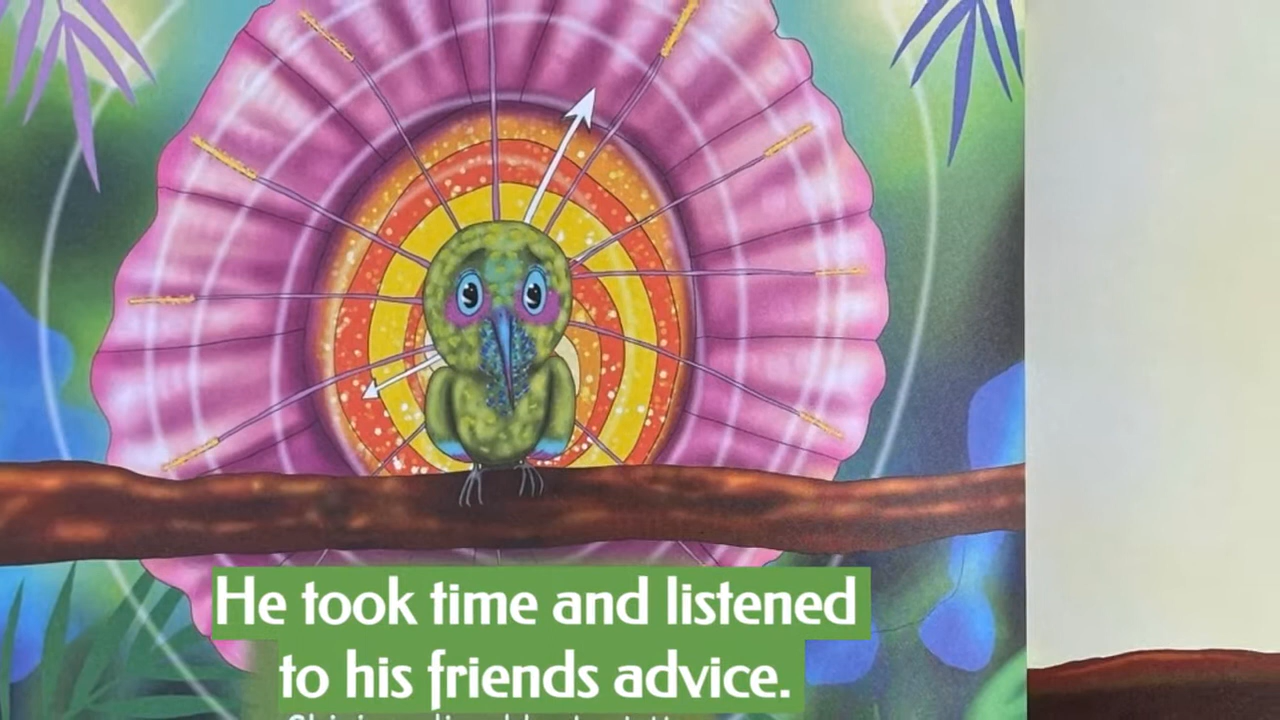 He took time and listened
to his friends advice.